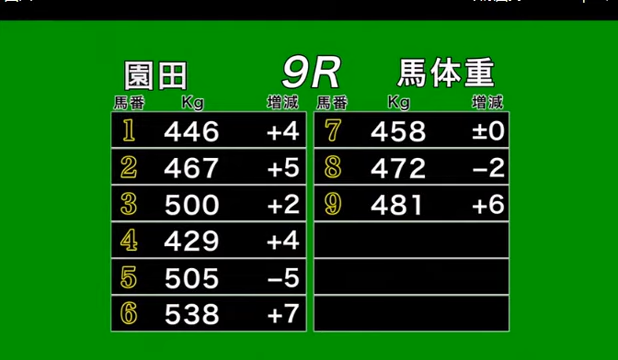 園田 9R 馬体重
馬番 Kg 増減 馬番 Kg 増減
1 446 +4 7 458 ±0
2 467 +5 8 472 −2
3 500 +2 9 481 +6
4 429 +4
5 505 −5
6 538 +7